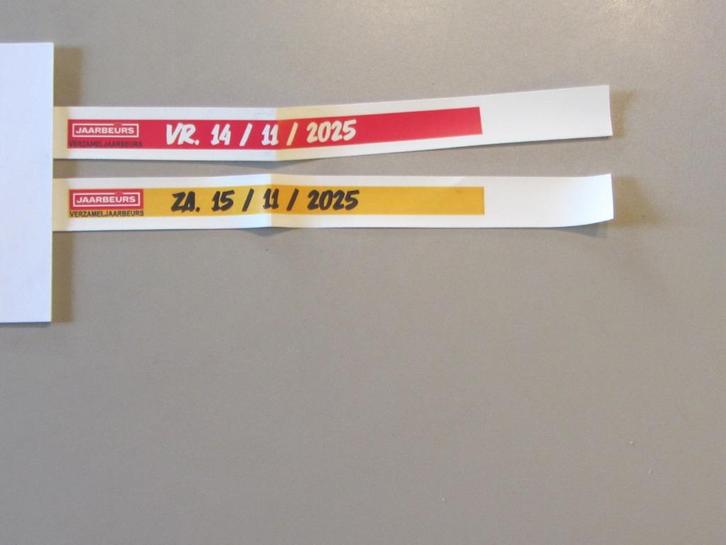 JAARBEURS
VERZAMELJAARBEURS
VR. 14 / 11 / 2025
JAARBEURS
VERZAMELJAARBEURS
ZA. 15 / 11 / 2025